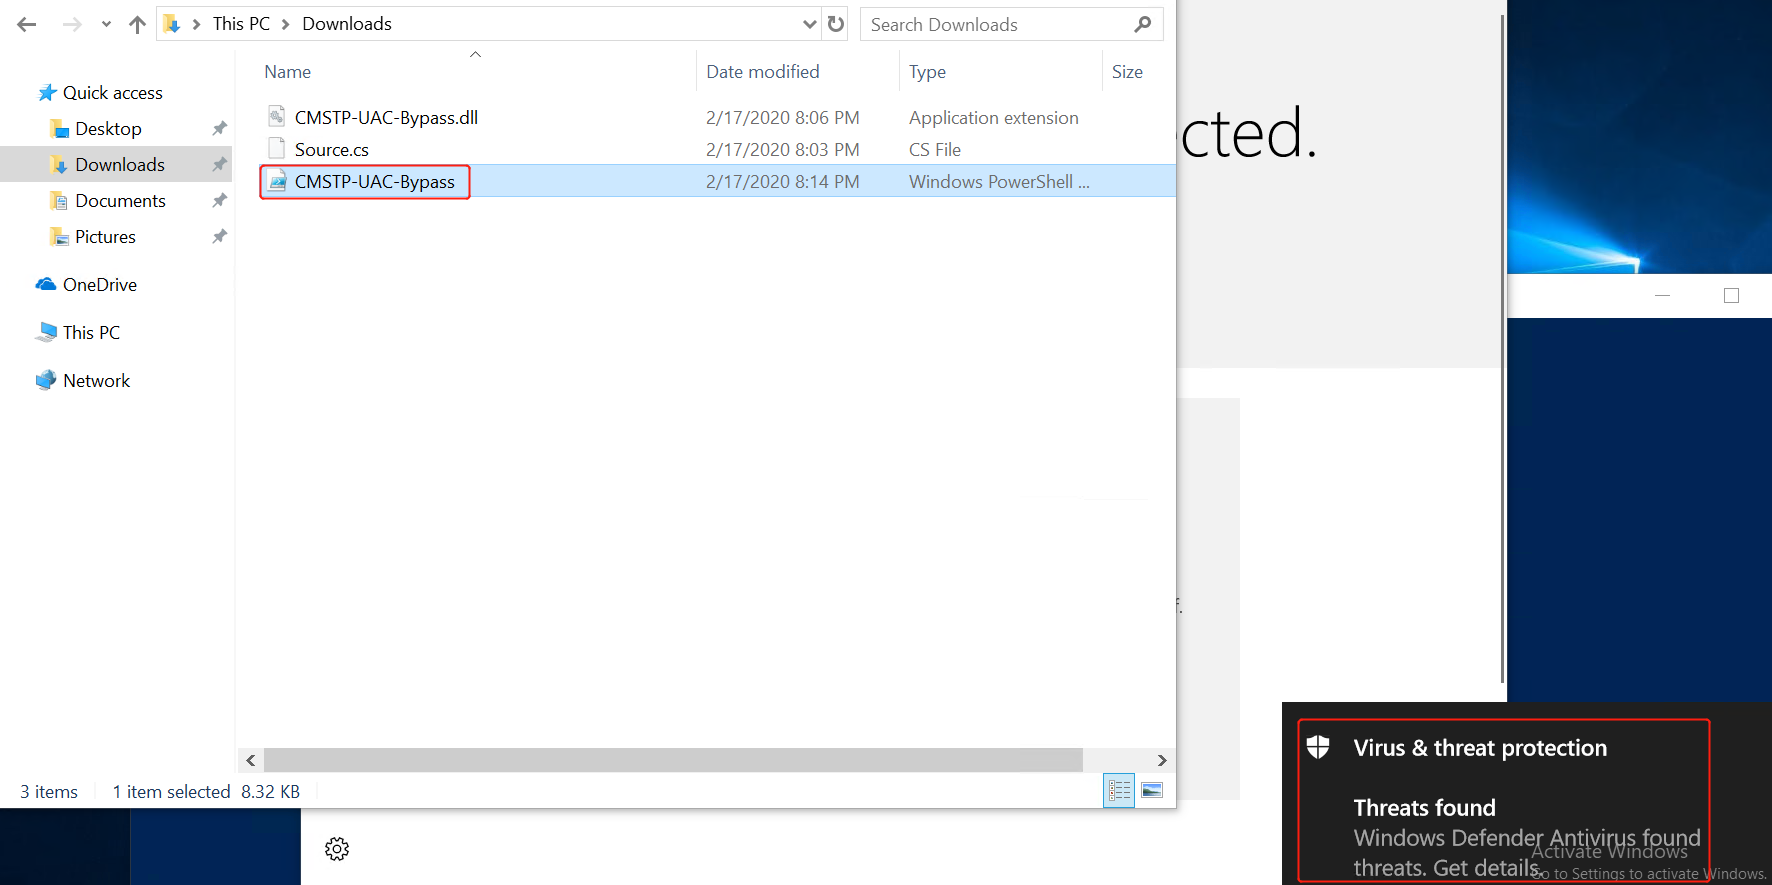 This PC > Downloads
Search Downloads
Name Date modified Type Size
Quick access
Desktop
Downloads
Documents
Pictures
OneDrive
This PC
Network
CMSTP-UAC-Bypass.dll 2/17/2020 8:06 PM Application extension
Source.cs 2/17/2020 8:03 PM CS File
CMSTP-UAC-Bypass 2/17/2020 8:14 PM Windows PowerShell ...
cted.
f.
3 items 1 item selected 8.32 KB
Virus & threat protection
Threats found
Windows Defender Antivirus found
threats. Get details.
Activate Windows
Go to Settings to activate Windows.